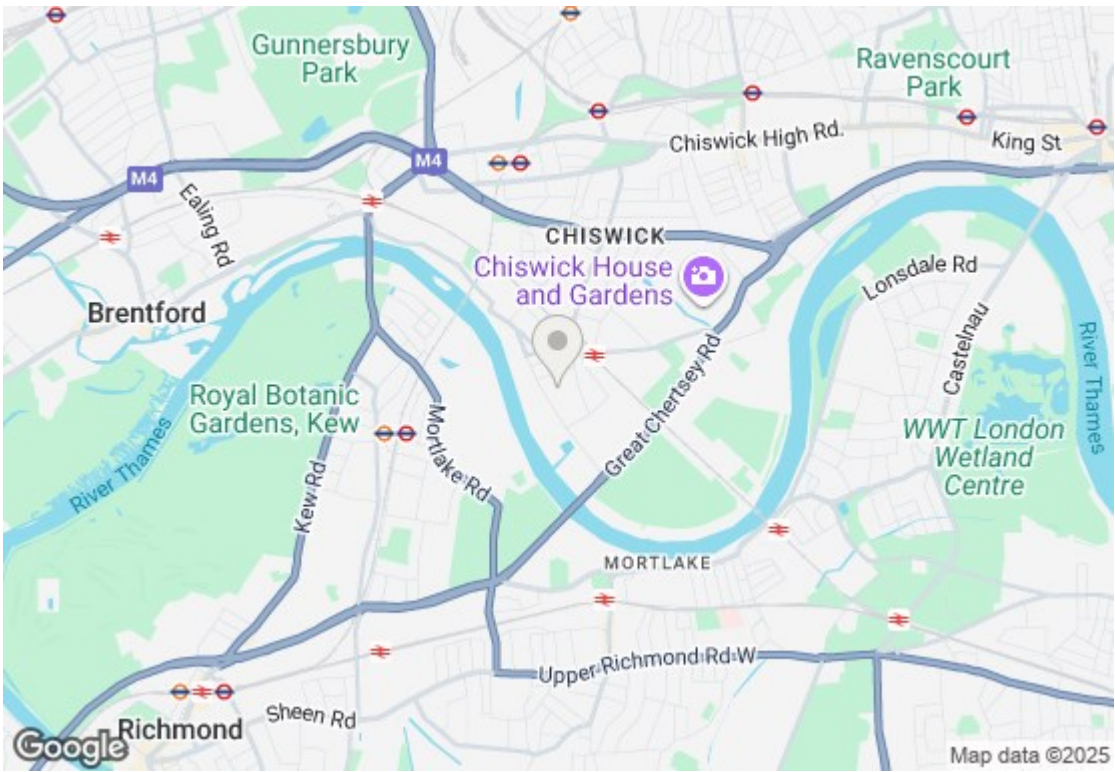 Gunnersbury
Park
Ravenscourt
Park
Chiswick High Rd.
King St
M4
M4
Ealing Rd
CHISWICK
Chiswick House
and Gardens
Lonsdale Rd
Brentford
Castelnau
River Thames
Great Chertsey Rd
Royal Botanic
Gardens, Kew
Mortlake Rd
WWT London
Wetland
Centre
River Thames
Kew Rd
MORTLAKE
Upper Richmond Rd W
Sheen Rd
Richmond
Google
Map data ©2025